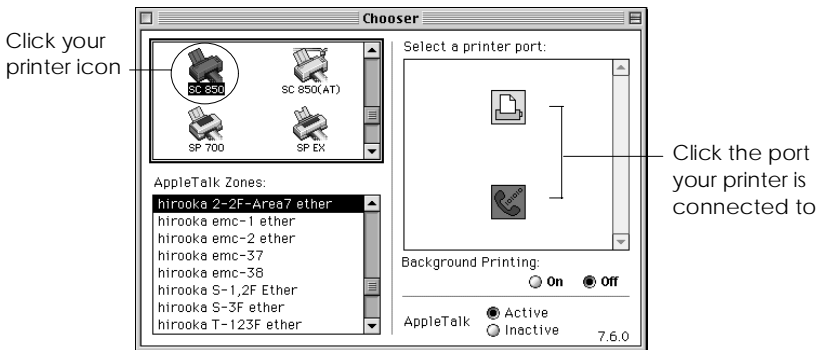 Chooser
Click your
printer icon
SC 850
SC 850(AT)
SP 700
SP EX
AppleTalk Zones:
hirooka 2-2F-Area7 ether
hirooka emc-1 ether
hirooka emc-2 ether
hirooka emc-37
hirooka emc-38
hirooka S-1,2F Ether
hirooka S-3F ether
hirooka T-123F ether
Select a printer port:
Click the port
your printer is
connected to
Background Printing:
On Off
AppleTalk
Active
Inactive
7.6.0